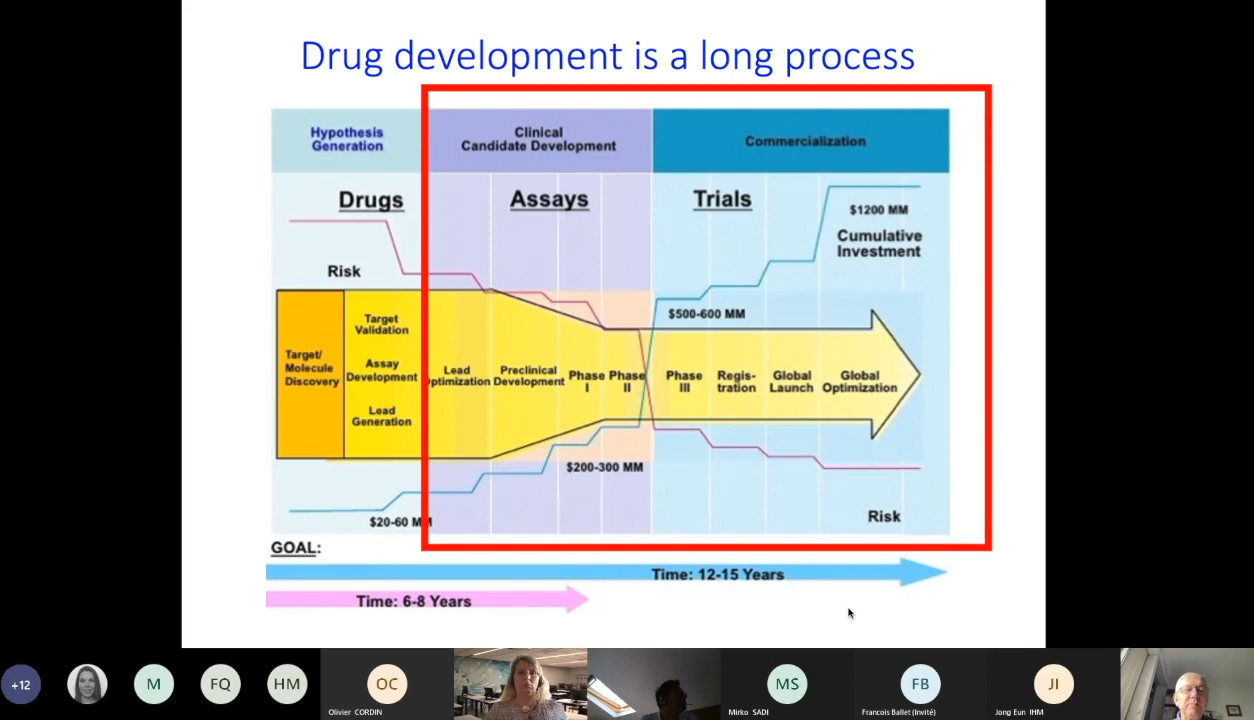 Drug development is a long process
Hypothesis
Generation
Clinical
Candidate Development
Commercialization
Drugs
Assays
Trials
$1200 MM
Cumulative
Investment
Risk
$500-600 MM
Target/
Molecule
Discovery
Target
Validation
Assay
Development
Lead
Generation
Lead
Optimization
Preclinical
Development
Phase
I
Phase
II
Phase
III
Regis-
tration
Global
Launch
Global
Optimization
$200-300 MM
$20-60 MM
Risk
GOAL:
Time: 12-15 Years
Time: 6-8 Years
+12
M
FQ
HM
OC
Olivier CORDIN
MS
Mirko SADI
FB
Francois Ballet (Invité)
JI
Jong Eun IHM